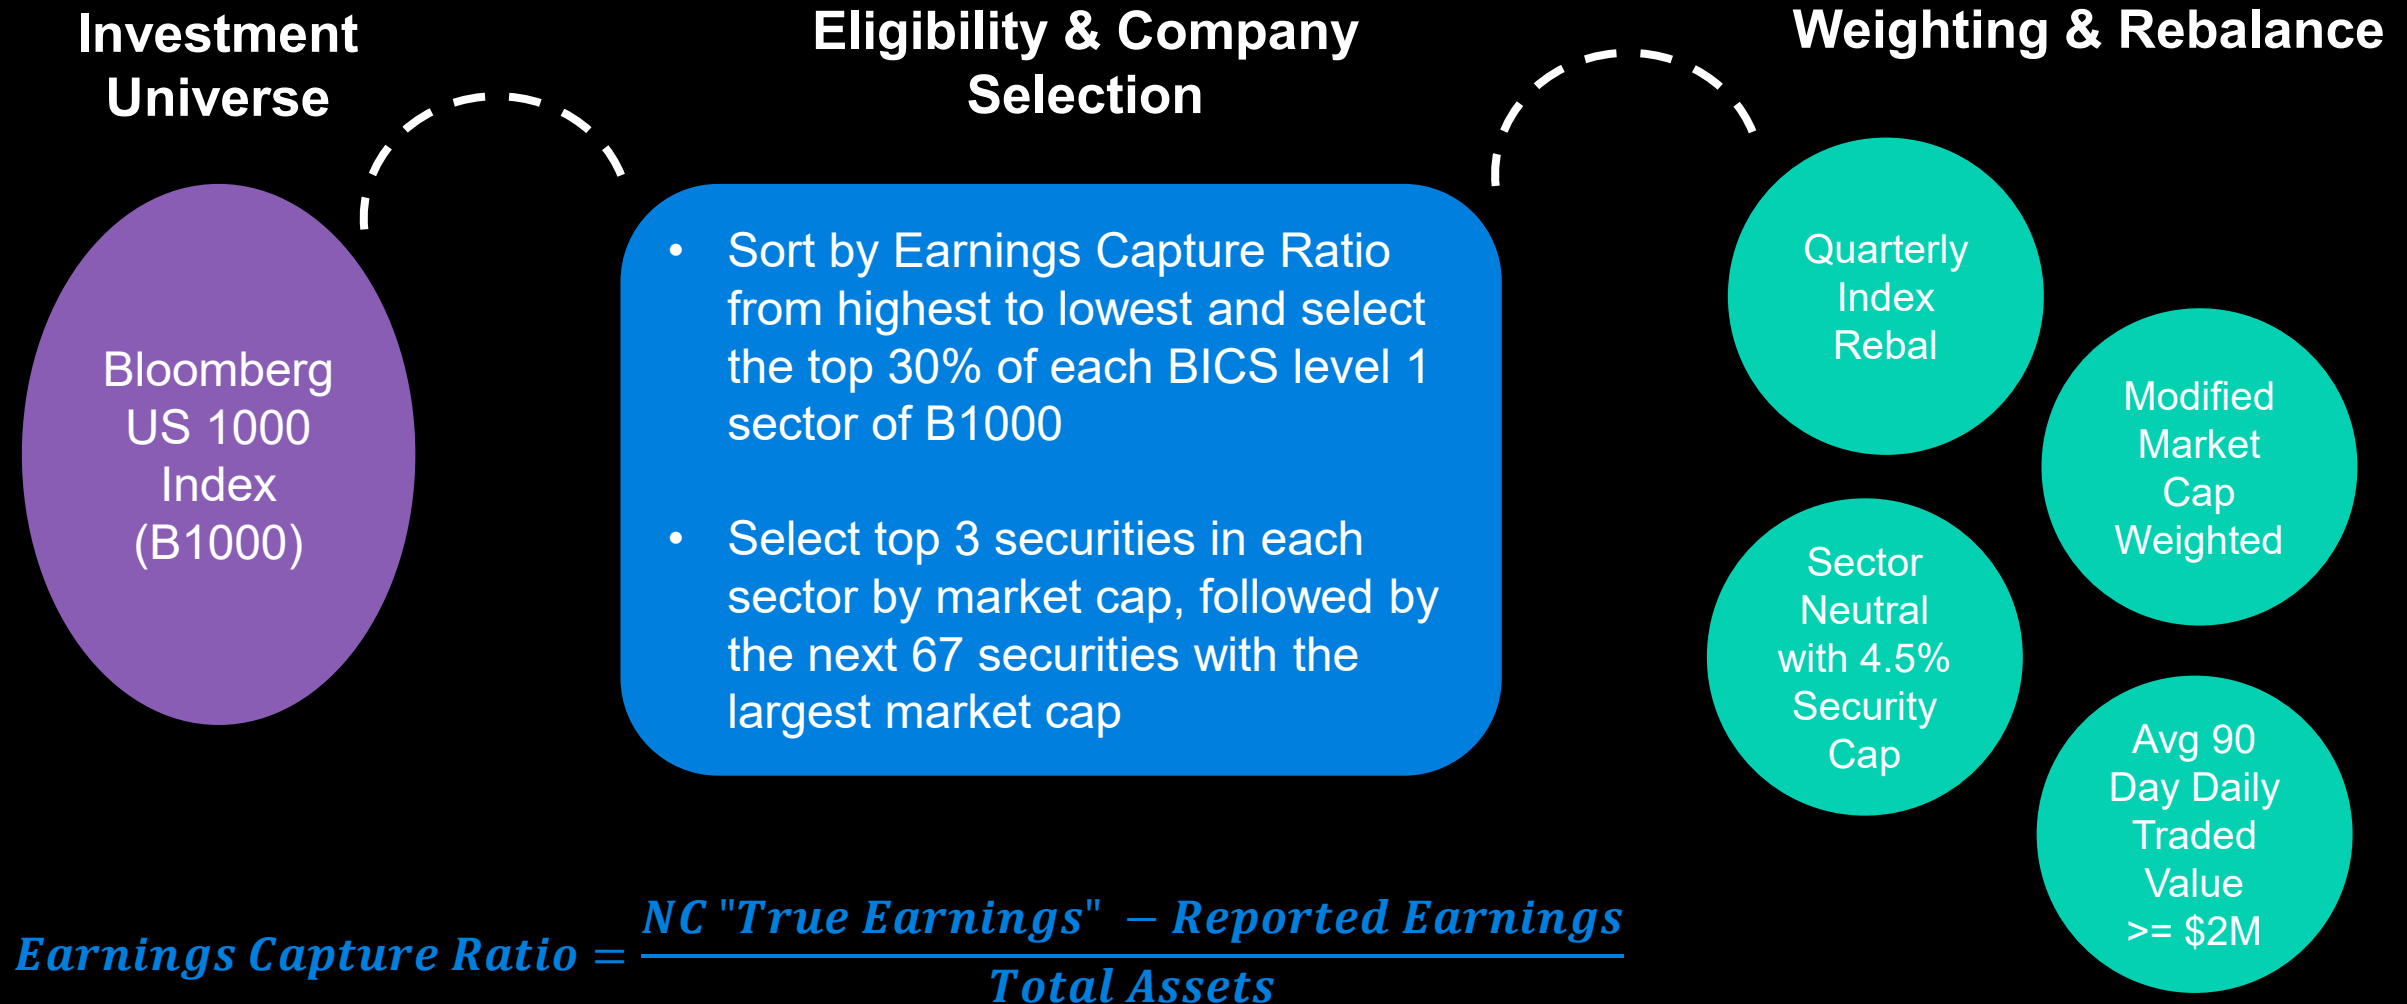 Investment
Universe
Eligibility & Company
Selection
Weighting & Rebalance
Bloomberg
US 1000
Index
(B1000)
• Sort by Earnings Capture Ratio
from highest to lowest and select
the top 30% of each BICS level 1
sector of B1000
• Select top 3 securities in each
sector by market cap, followed by
the next 67 securities with the
largest market cap
Quarterly
Index
Rebal
Modified
Market
Cap
Weighted
Sector
Neutral
with 4.5%
Security
Cap
Avg 90
Day Daily
Traded
Value
>= $2M
NC "True Earnings" − Reported Earnings
Earnings Capture Ratio =
Total Assets